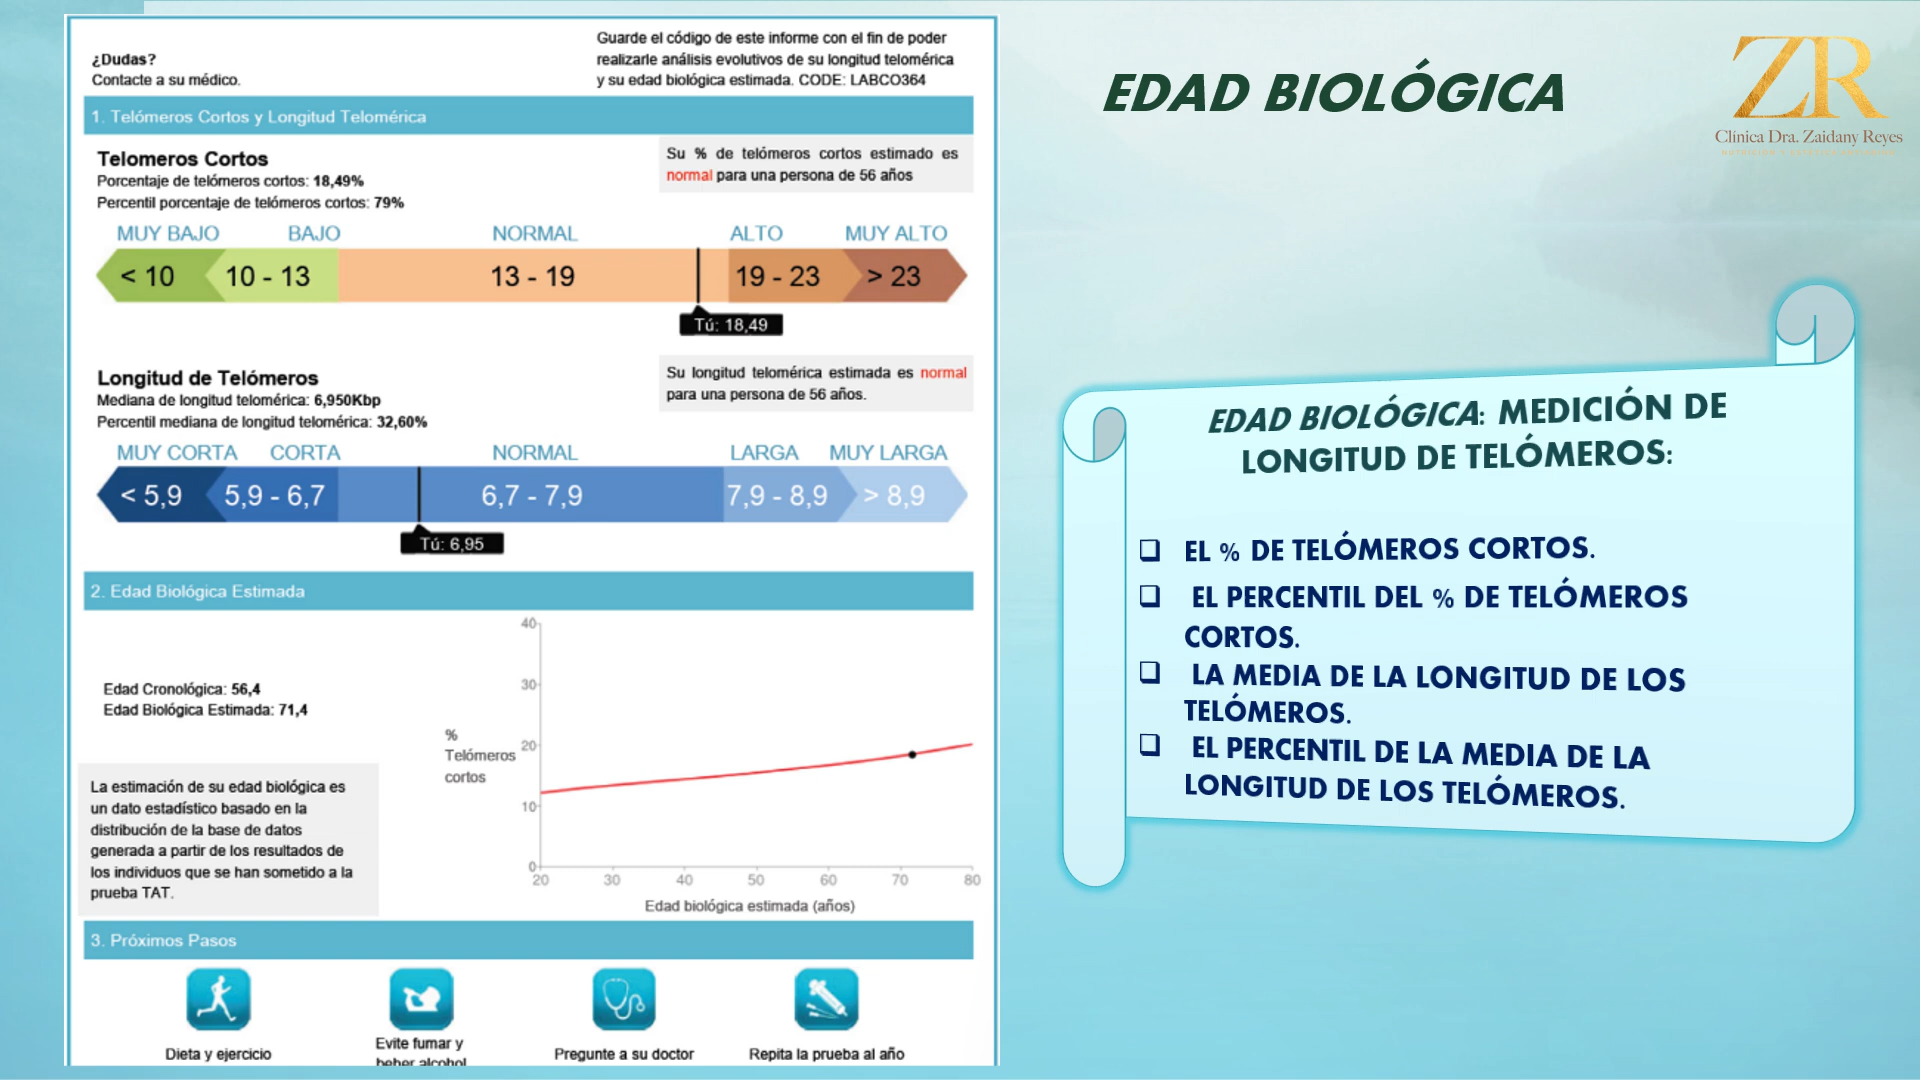 ¿Dudas?
Contacte a su médico.
Guarde el código de este informe con el fin de poder
realizarle análisis evolutivos de su longitud telomérica
y su edad biológica estimada. CODE: LABCO364
1. Telómeros Cortos y Longitud Telomérica
Telomeros Cortos
Porcentaje de telómeros cortos: 18,49%
Percentil porcentaje de telómeros cortos: 79%
Su % de telómeros cortos estimado es
normal para una persona de 56 años
MUY BAJO BAJO NORMAL ALTO MUY ALTO
< 10 10 - 13 13 - 19 19 - 23 > 23
Tú: 18,49
Longitud de Telómeros
Mediana de longitud telomérica: 6,950Kbp
Percentil mediana de longitud telomérica: 32,60%
Su longitud telomérica estimada es normal
para una persona de 56 años.
MUY CORTA CORTA NORMAL LARGA MUY LARGA
< 5,9 5,9 - 6,7 6,7 - 7,9 7,9 - 8,9 > 8,9
Tú: 6,95
2. Edad Biológica Estimada
Edad Cronológica: 56,4
Edad Biológica Estimada: 71,4
La estimación de su edad biológica es
un dato estadístico basado en la
distribución de la base de datos
generada a partir de los resultados de
los individuos que se han sometido a la
prueba TAT.
%
Telómeros
cortos
40
30
20
10
0
20 30 40 50 60 70 80
Edad biológica estimada (años)
3. Próximos Pasos
Dieta y ejercicio
Evite fumar y
beber alcohol
Pregunte a su doctor
Repita la prueba al año
EDAD BIOLÓGICA
ZR
Clínica Dra. Zaidany Reyes
EDAD BIOLÓGICA: MEDICIÓN DE
LONGITUD DE TELÓMEROS:
EL % DE TELÓMEROS CORTOS.
EL PERCENTIL DEL % DE TELÓMEROS
CORTOS.
LA MEDIA DE LA LONGITUD DE LOS
TELÓMEROS.
EL PERCENTIL DE LA MEDIA DE LA
LONGITUD DE LOS TELÓMEROS.